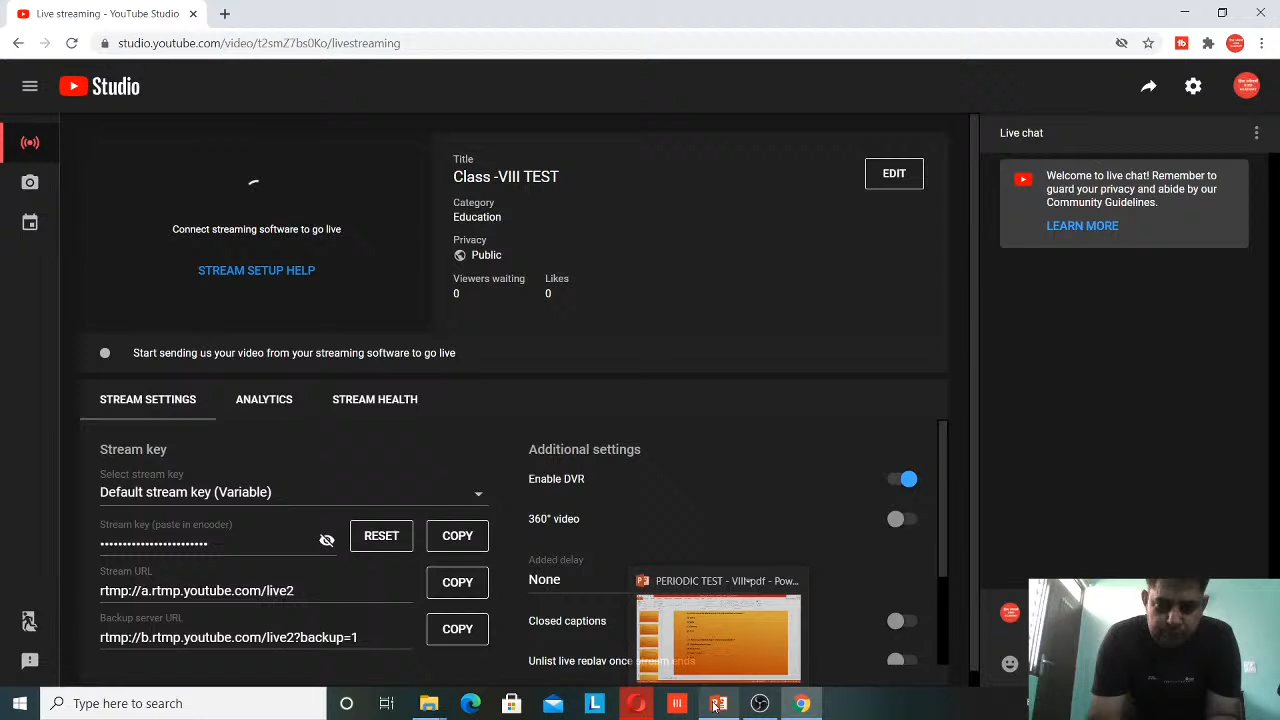 Live streaming - YouTube Studio
studio.youtube.com/video/t2smZ7bs0Ko/livestreaming
Studio
Connect streaming software to go live
STREAM SETUP HELP
Title
Class -VIII TEST
EDIT
Category
Education
Privacy
Public
Viewers waiting
Likes
0
0
Start sending us your video from your streaming software to go live
STREAM SETTINGS
ANALYTICS
STREAM HEALTH
Stream key
Select stream key
Default stream key (Variable)
Stream key (paste in encoder)
••••••••••••••••••••••••
RESET
COPY
Stream URL
rtmp://a.rtmp.youtube.com/live2
COPY
Backup server URL
rtmp://b.rtmp.youtube.com/live2?backup=1
COPY
Additional settings
Enable DVR
360° video
Added delay
None
Closed captions
Unlist live replay once stream ends
PERIODIC TEST - VIII•pdf - Pow...
Live chat
Welcome to live chat! Remember to
guard your privacy and abide by our
Community Guidelines.
LEARN MORE
Type here to search